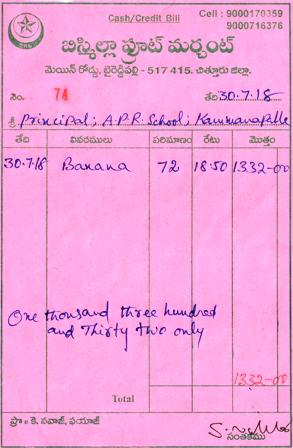 Cash/Credit Bill
Cell : 9000170359
9000716376
బిస్మిల్లా ఫ్రూట్ మర్చంట్
మెయిన్ రోడ్డు, బైరెడ్డిపల్లి - 517 415. చిత్తూరు జిల్లా.
నెం. 74 తేది 30.7.18
శ్రీ Principal; A.P.R. School; Kammanapalle
తేది వివరములు పరిమాణం రేటు మొత్తం
30.7.18 Banana 72 18.50 1332-00
One thousand three hundred
and Thirty two only
1332-00
Total
ప్రొ॥ కె. నవాజ్, ఫయాజ్
సంతకము